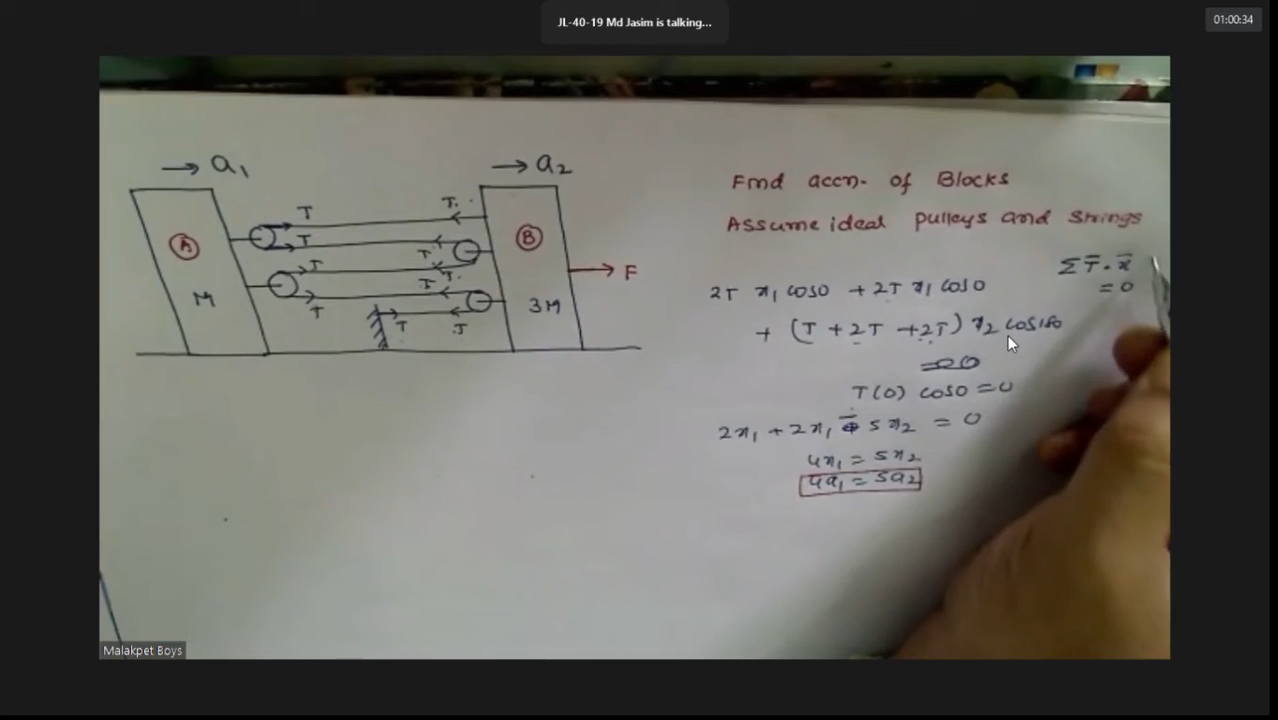 JL-40-19 Md Jasim is talking...
01:00:34
→ a1
→ a2
T
T.
A
T
T.
B
T
T.
F
M
T
T
3M
T
T
Find accn. of Blocks
Assume ideal pulleys and strings
Σ T̄ . x̄
= 0
2T x1 cos0 + 2T x1 cos0
+ (T + 2T + 2T) x2 cos180
= 0
T(0) cos0 = 0
2x1 + 2x1 - 5x2 = 0
4x1 = 5x2
4a1 = 5a2
Malakpet Boys